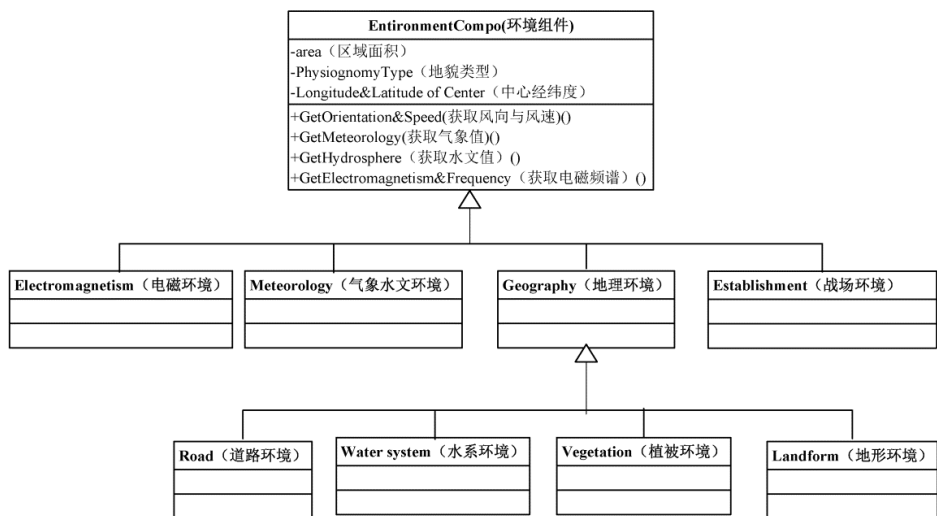 EntironmentCompo(环境组件)
-area（区域面积）
-PhysiognomyType（地貌类型）
-Longitude&Latitude of Center（中心经纬度）
+GetOrientation&Speed(获取风向与风速)()
+GetMeteorology(获取气象值)()
+GetHydrosphere（获取水文值）()
+GetElectromagnetism&Frequency（获取电磁频谱）()
Electromagnetism（电磁环境）
Meteorology（气象水文环境）
Geography（地理环境）
Establishment（战场环境）
Road（道路环境）
Water system（水系环境）
Vegetation（植被环境）
Landform（地形环境）